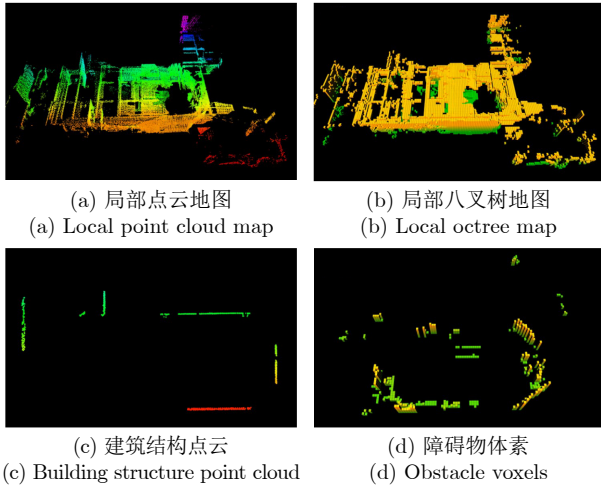 (a) 局部点云地图
(a) Local point cloud map
(b) 局部八叉树地图
(b) Local octree map
(c) 建筑结构点云
(c) Building structure point cloud
(d) 障碍物体素
(d) Obstacle voxels